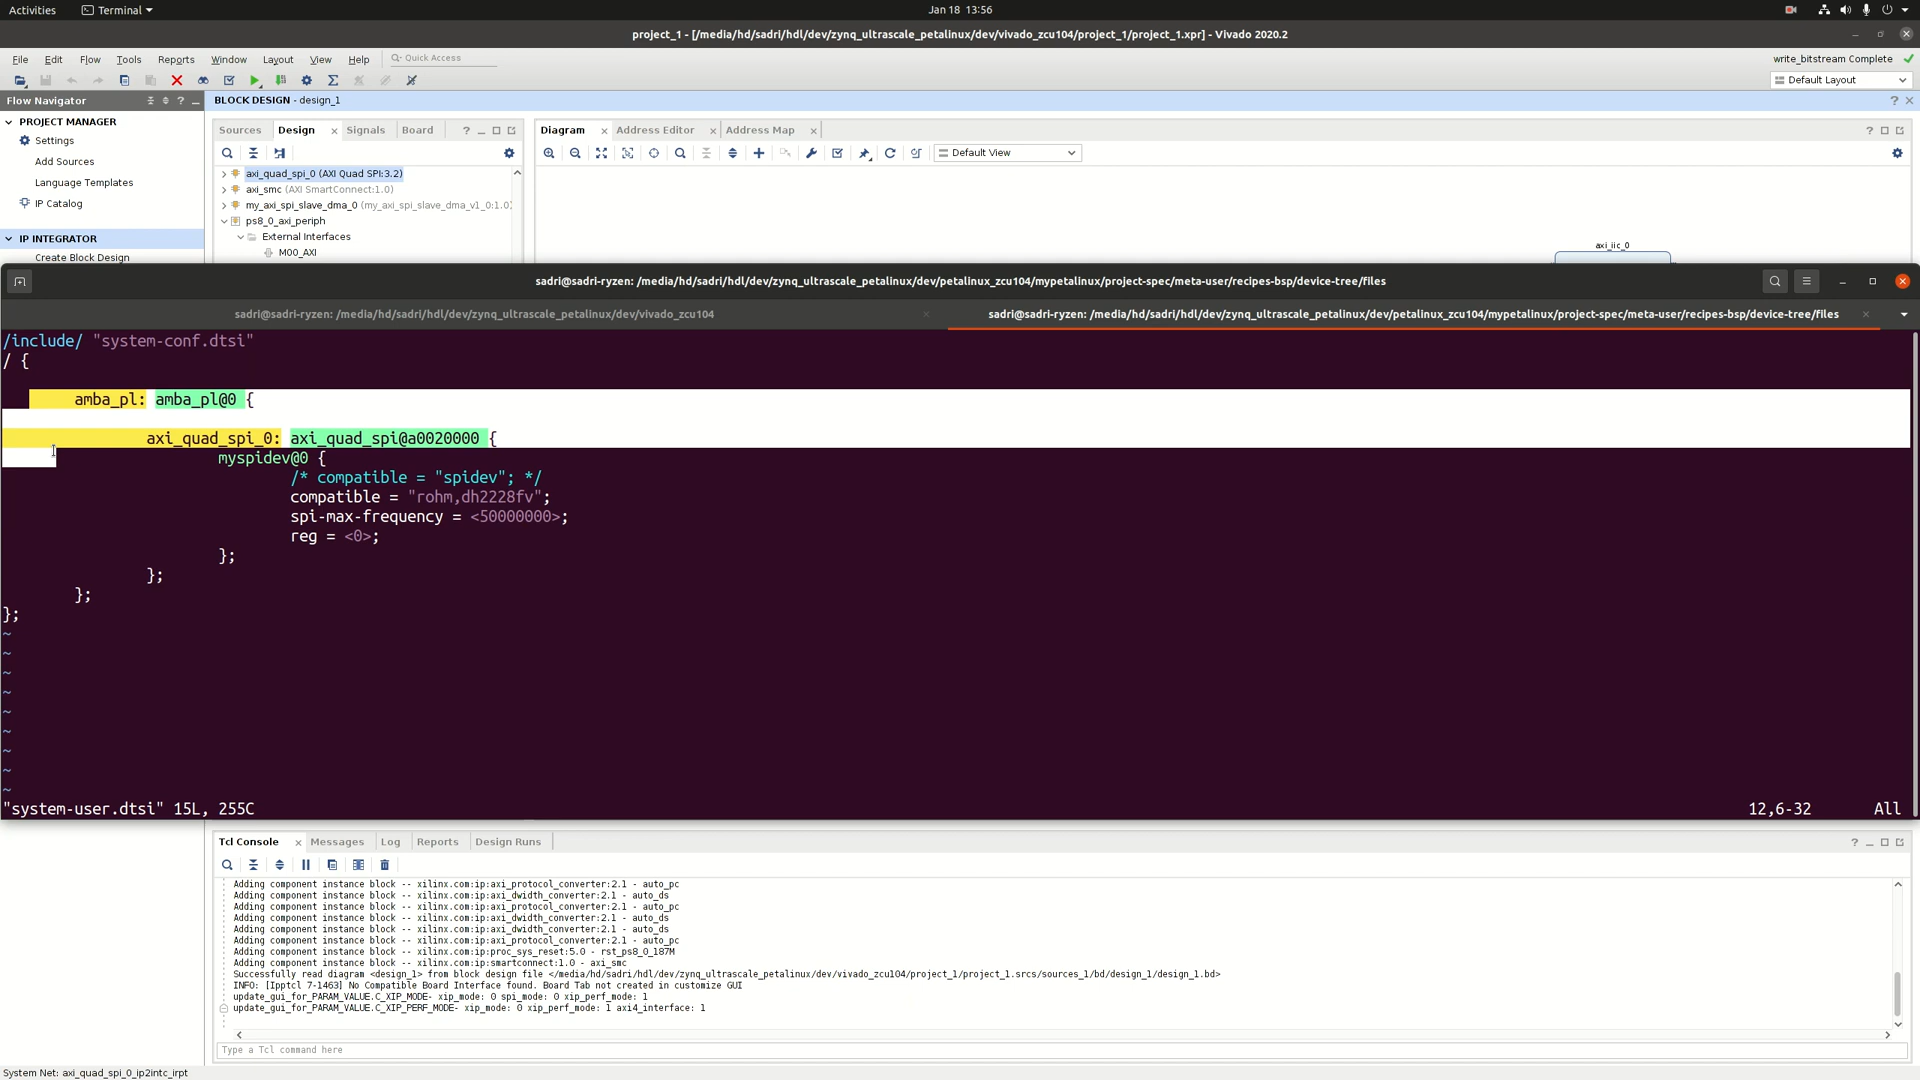 Activities
Terminal
Jan 18 13:56
project_1 - [/media/hd/sadri/hdl/dev/zynq_ultrascale_petalinux/dev/vivado_zcu104/project_1/project_1.xpr] - Vivado 2020.2
File Edit Flow Tools Reports Window Layout View Help Quick Access
write_bitstream Complete
Default Layout
Flow Navigator
BLOCK DESIGN - design_1
PROJECT MANAGER
Settings
Add Sources
Language Templates
IP Catalog
IP INTEGRATOR
Create Block Design
Sources Design Signals Board
axi_quad_spi_0 (AXI Quad SPI:3.2)
axi_smc (AXI SmartConnect:1.0)
my_axi_spi_slave_dma_0 (my_axi_spi_slave_dma_v1_0:1.0)
ps8_0_axi_periph
External Interfaces
M00_AXI
Diagram Address Editor Address Map
Default View
axi_iic_0
sadri@sadri-ryzen: /media/hd/sadri/hdl/dev/zynq_ultrascale_petalinux/dev/petalinux_zcu104/mypetalinux/project-spec/meta-user/recipes-bsp/device-tree/files
sadri@sadri-ryzen: /media/hd/sadri/hdl/dev/zynq_ultrascale_petalinux/dev/vivado_zcu104
sadri@sadri-ryzen: /media/hd/sadri/hdl/dev/zynq_ultrascale_petalinux/dev/petalinux_zcu104/mypetalinux/project-spec/meta-user/recipes-bsp/device-tree/files
/include/ "system-conf.dtsi"
/ {
amba_pl: amba_pl@0 {
axi_quad_spi_0: axi_quad_spi@a0020000 {
myspidev@0 {
/* compatible = "spidev"; */
compatible = "rohm,dh2228fv";
spi-max-frequency = <50000000>;
reg = <0>;
};
};
};
};
~
~
~
~
~
~
~
~
~
"system-user.dtsi" 15L, 255C
12,6-32
All
Tcl Console Messages Log Reports Design Runs
Adding component instance block -- xilinx.com:ip:axi_protocol_converter:2.1 - auto_pc
Adding component instance block -- xilinx.com:ip:axi_dwidth_converter:2.1 - auto_ds
Adding component instance block -- xilinx.com:ip:axi_protocol_converter:2.1 - auto_pc
Adding component instance block -- xilinx.com:ip:axi_dwidth_converter:2.1 - auto_ds
Adding component instance block -- xilinx.com:ip:axi_dwidth_converter:2.1 - auto_ds
Adding component instance block -- xilinx.com:ip:axi_protocol_converter:2.1 - auto_pc
Adding component instance block -- xilinx.com:ip:proc_sys_reset:5.0 - rst_ps8_0_187M
Adding component instance block -- xilinx.com:ip:smartconnect:1.0 - axi_smc
Successfully read diagram <design_1> from block design file </media/hd/sadri/hdl/dev/zynq_ultrascale_petalinux/dev/vivado_zcu104/project_1/project_1.srcs/sources_1/bd/design_1/design_1.bd>
INFO: [Ipptcl 7-1463] No Compatible Board Interface found. Board Tab not created in customize GUI
update_gui_for_PARAM_VALUE.C_XIP_MODE- xip_mode: 0 spi_mode: 0 xip_perf_mode: 1
update_gui_for_PARAM_VALUE.C_XIP_PERF_MODE- xip_mode: 0 xip_perf_mode: 1 axi4_interface: 1
Type a Tcl command here
System Net: axi_quad_spi_0_ip2intc_irpt